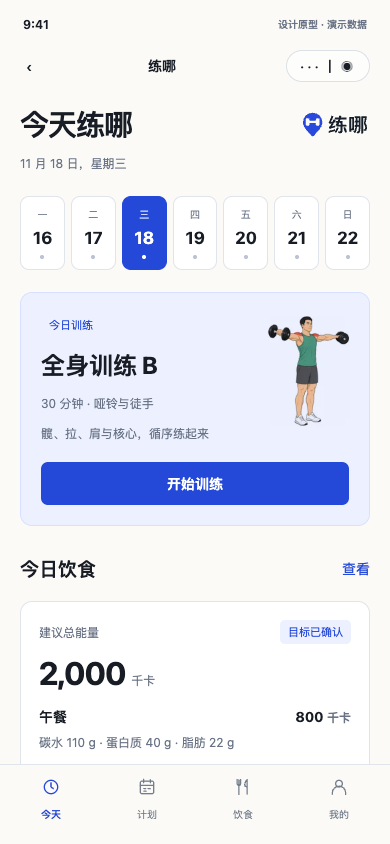 9:41
设计原型 · 演示数据
‹
练哪
今天练哪
练哪
11 月 18 日，星期三
一 二 三 四 五 六 日
16 17 18 19 20 21 22
今日训练
全身训练 B
30 分钟 · 哑铃与徒手
髋、拉、肩与核心，循序练起来
开始训练
今日饮食
查看
建议总能量
目标已确认
2,000 千卡
午餐
800 千卡
碳水 110 g · 蛋白质 40 g · 脂肪 22 g
今天 计划 饮食 我的